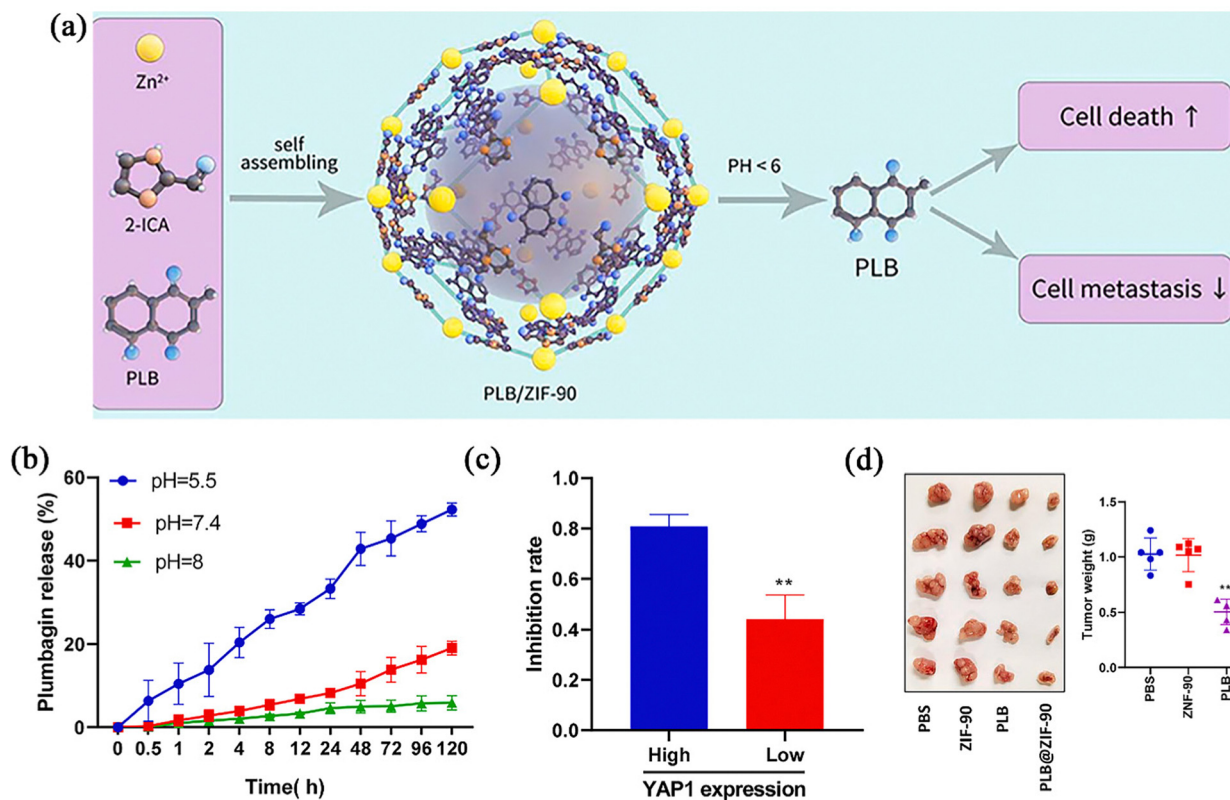 (a)
Zn²⁺
2-ICA
PLB
self
assembling
PLB/ZIF-90
PH < 6
PLB
Cell death ↑
Cell metastasis ↓
(b)
Plumbagin release (%)
60
40
20
0
pH=5.5
pH=7.4
pH=8
0 0.5 1 2 4 8 12 24 48 72 96 120
Time( h)
(c)
Inhibition rate
1.0
0.8
0.6
0.4
0.2
0.0
**
High Low
YAP1 expression
(d)
PBS ZIF-90 PLB PLB@ZIF-90
Tumor weight (g)
1.5
1.0
0.5
0.0
**
PBS
ZNF-90
PLB